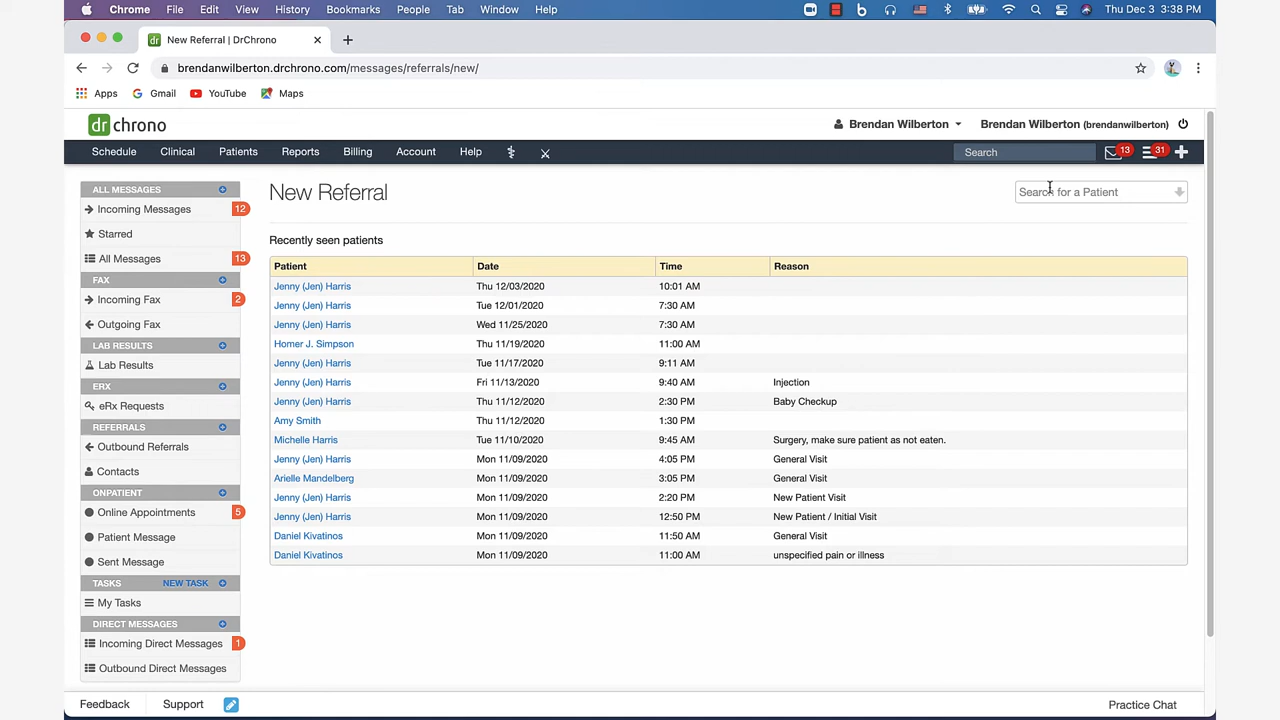 Chrome File Edit View History Bookmarks People Tab Window Help Thu Dec 3 3:38 PM
New Referral | DrChrono
brendanwilberton.drchrono.com/messages/referrals/new/
Apps Gmail YouTube Maps
dr chrono Brendan Wilberton Brendan Wilberton (brendanwilberton)
Schedule Clinical Patients Reports Billing Account Help Search 13 31
New Referral
Search for a Patient
ALL MESSAGES
Incoming Messages 12
Starred
All Messages 13
FAX
Incoming Fax 2
Outgoing Fax
LAB RESULTS
Lab Results
ERX
eRx Requests
REFERRALS
Outbound Referrals
Contacts
ONPATIENT
Online Appointments 5
Patient Message
Sent Message
TASKS NEW TASK
My Tasks
DIRECT MESSAGES
Incoming Direct Messages 1
Outbound Direct Messages
Recently seen patients
Patient Date Time Reason
Jenny (Jen) Harris Thu 12/03/2020 10:01 AM
Jenny (Jen) Harris Tue 12/01/2020 7:30 AM
Jenny (Jen) Harris Wed 11/25/2020 7:30 AM
Homer J. Simpson Thu 11/19/2020 11:00 AM
Jenny (Jen) Harris Tue 11/17/2020 9:11 AM
Jenny (Jen) Harris Fri 11/13/2020 9:40 AM Injection
Jenny (Jen) Harris Thu 11/12/2020 2:30 PM Baby Checkup
Amy Smith Thu 11/12/2020 1:30 PM
Michelle Harris Tue 11/10/2020 9:45 AM Surgery, make sure patient as not eaten.
Jenny (Jen) Harris Mon 11/09/2020 4:05 PM General Visit
Arielle Mandelberg Mon 11/09/2020 3:05 PM General Visit
Jenny (Jen) Harris Mon 11/09/2020 2:20 PM New Patient Visit
Jenny (Jen) Harris Mon 11/09/2020 12:50 PM New Patient / Initial Visit
Daniel Kivatinos Mon 11/09/2020 11:50 AM General Visit
Daniel Kivatinos Mon 11/09/2020 11:00 AM unspecified pain or illness
Feedback Support Practice Chat